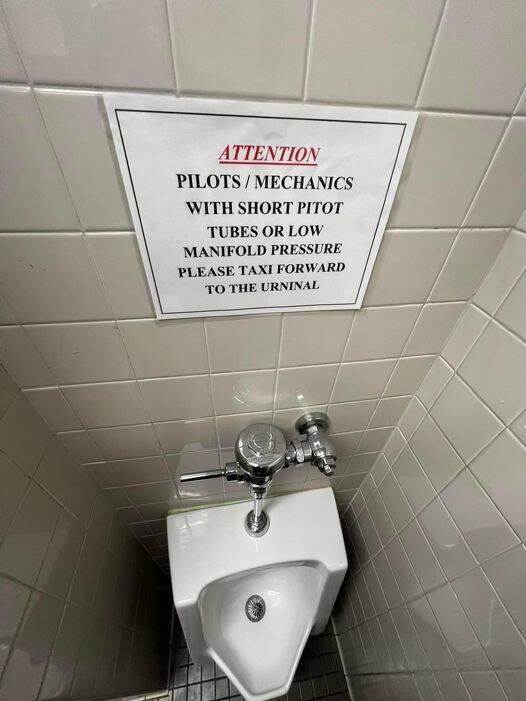 ATTENTION
PILOTS / MECHANICS
WITH SHORT PITOT
TUBES OR LOW
MANIFOLD PRESSURE
PLEASE TAXI FORWARD
TO THE URNINAL